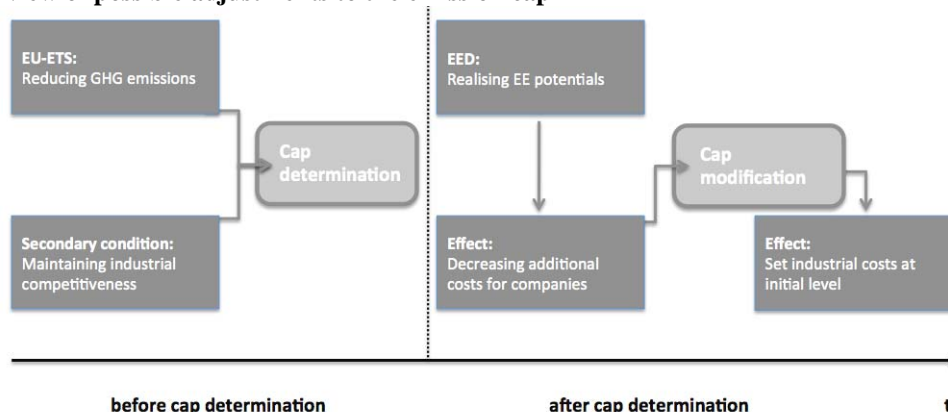 EU-ETS:
Reducing GHG emissions
EED:
Realising EE potentials
Cap
determination
Cap
modification
Secondary condition:
Maintaining industrial
competitiveness
Effect:
Decreasing additional
costs for companies
Effect:
Set industrial costs at
initial level
before cap determination
after cap determination